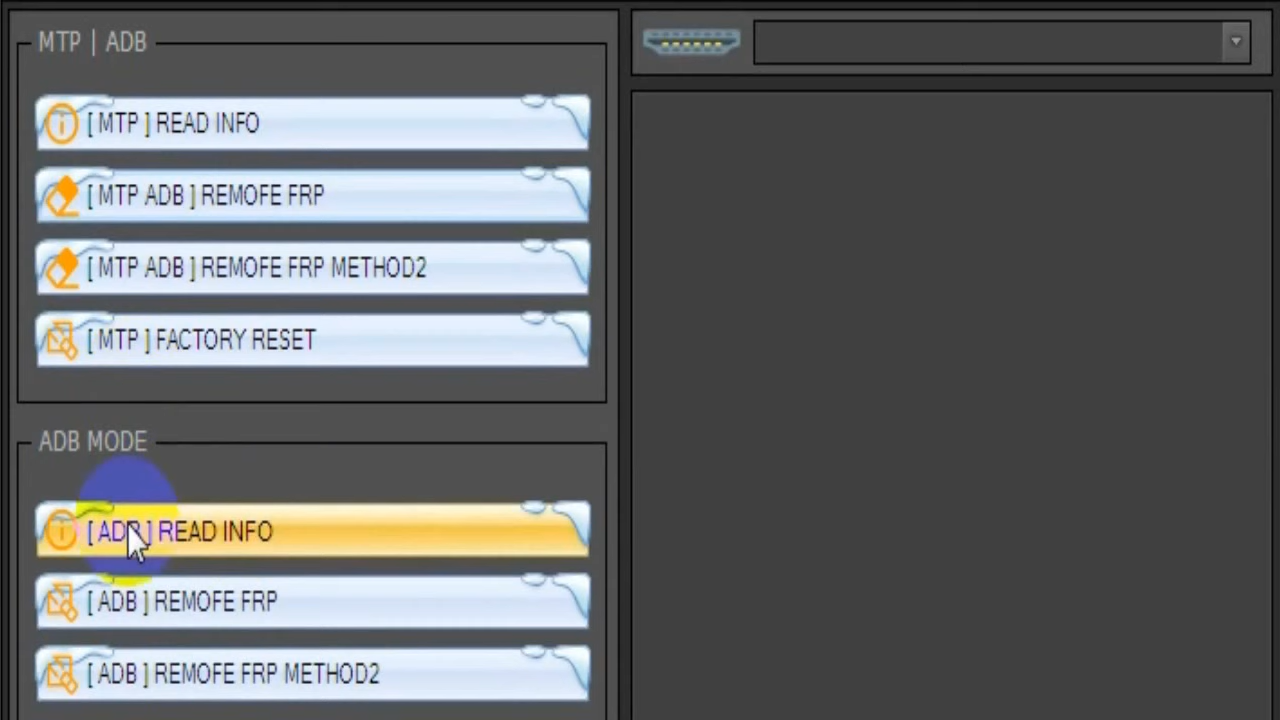 MTP | ADB
[ MTP ] READ INFO
[ MTP ADB ] REMOFE FRP
[ MTP ADB ] REMOFE FRP METHOD2
[ MTP ] FACTORY RESET
ADB MODE
[ ADB ] READ INFO
[ ADB ] REMOFE FRP
[ ADB ] REMOFE FRP METHOD2